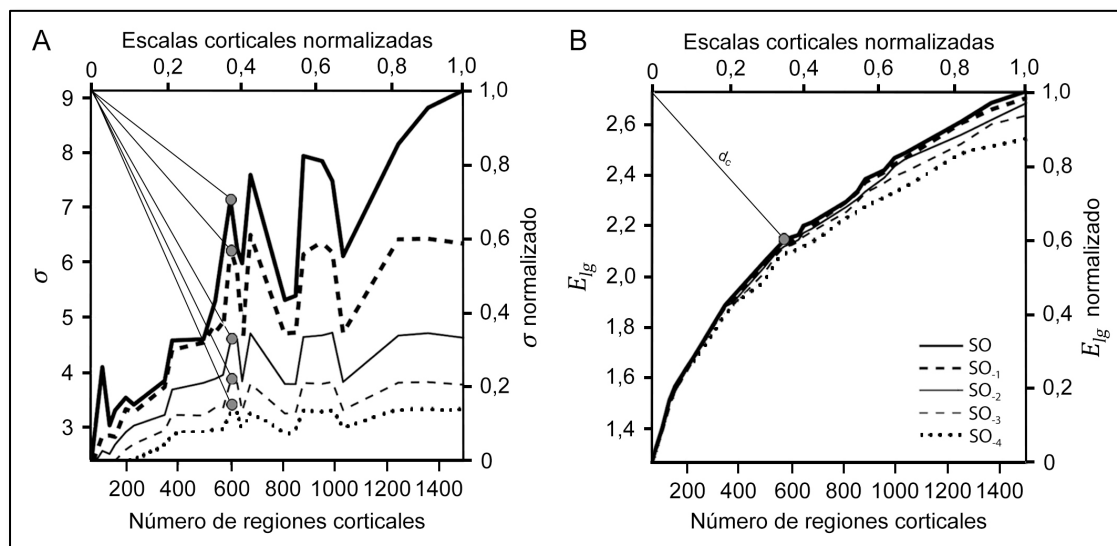 A
Escalas corticales normalizadas
0 0,2 0,4 0,6 0,8 1,0
9
8
7
6
5
4
3
σ
1,0
0,8
0,6
0,4
0,2
0
σ normalizado
200 400 600 800 1000 1200 1400
Número de regiones corticales
B
Escalas corticales normalizadas
0 0,2 0,4 0,6 0,8 1,0
2,6
2,4
2,2
2,0
1,8
1,6
1,4
E_lg
d_c
1,0
0,8
0,6
0,4
0,2
0
E_lg normalizado
SO
SO-1
SO-2
SO-3
SO-4
200 400 600 800 1000 1200 1400
Número de regiones corticales